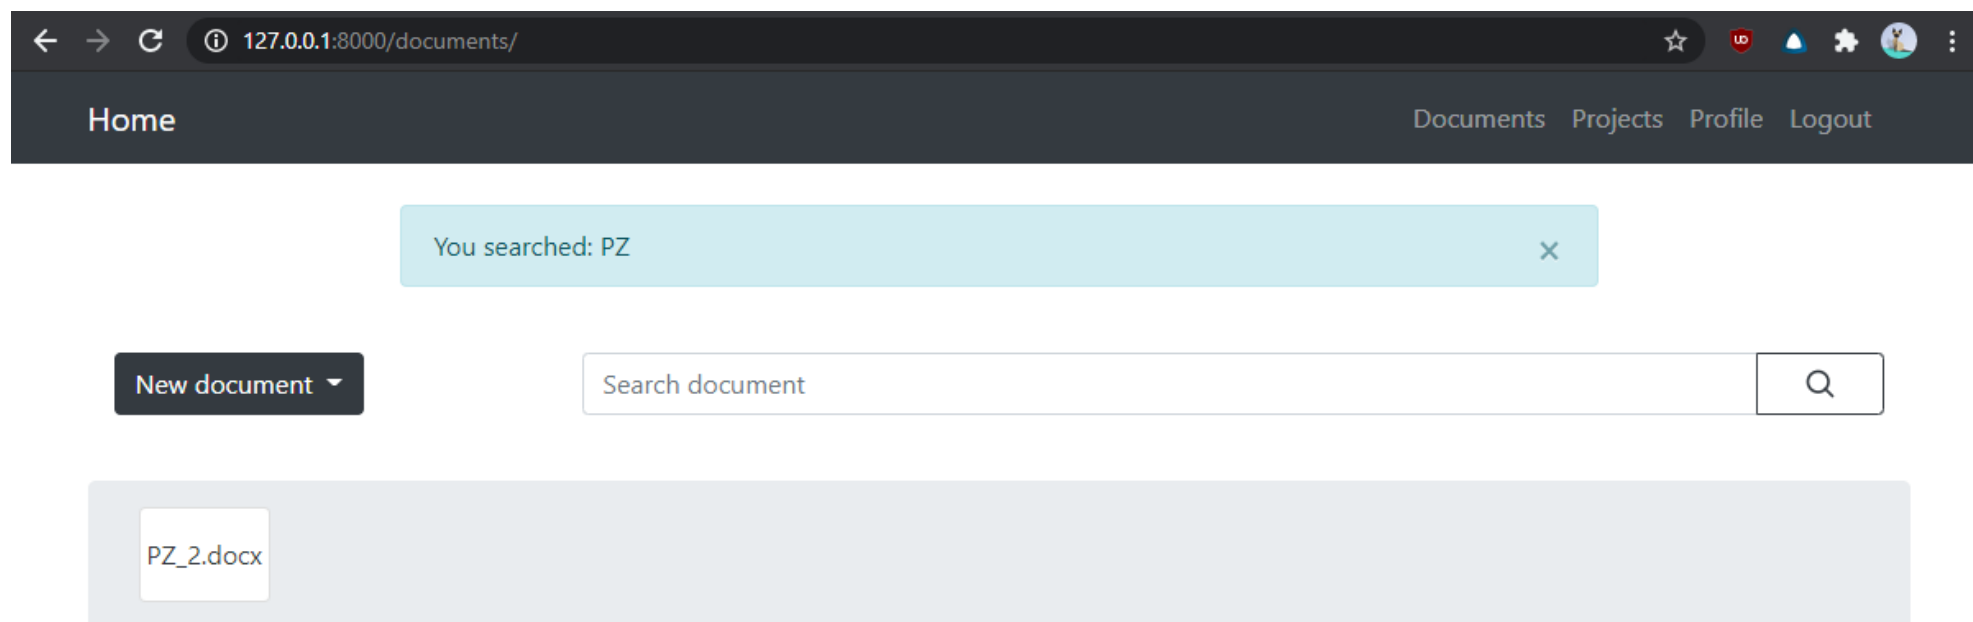 127.0.0.1:8000/documents/
Home Documents Projects Profile Logout
You searched: PZ ×
New document Search document
PZ_2.docx